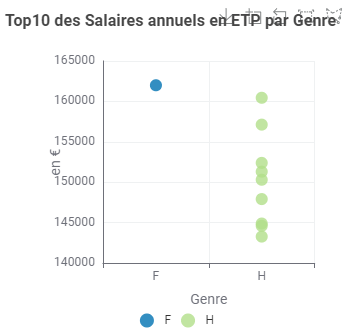 Top10 des Salaires annuels en ETP par Genre
165000
160000
155000
150000
145000
140000
en €
F
H
Genre
F
H